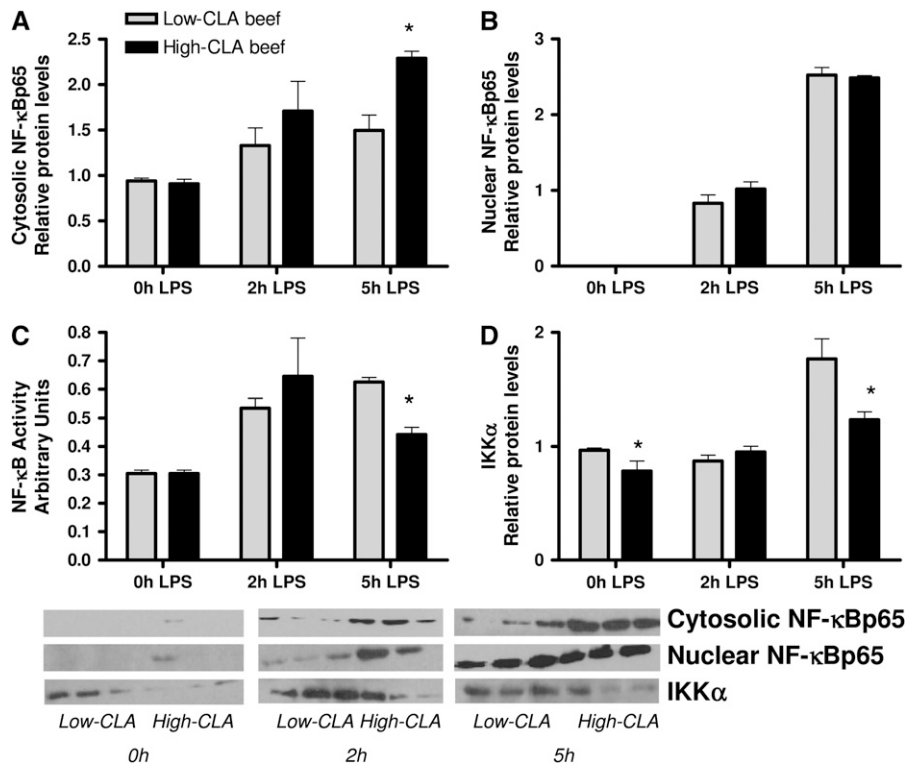 A
Low-CLA beef
High-CLA beef
Cytosolic NF-κBp65
Relative protein levels
2.5
2.0
1.5
1.0
0.5
0.0
*
0h LPS
2h LPS
5h LPS
B
Nuclear NF-κBp65
Relative protein levels
3
2
1
0
0h LPS
2h LPS
5h LPS
C
NF-κB Activity
Arbitrary Units
0.8
0.7
0.6
0.5
0.4
0.3
0.2
0.1
0.0
*
0h LPS
2h LPS
5h LPS
D
IKKα
Relative protein levels
2
1
0
*
*
0h LPS
2h LPS
5h LPS
Cytosolic NF-κBp65
Nuclear NF-κBp65
IKKα
Low-CLA High-CLA
Low-CLA High-CLA
Low-CLA High-CLA
0h
2h
5h